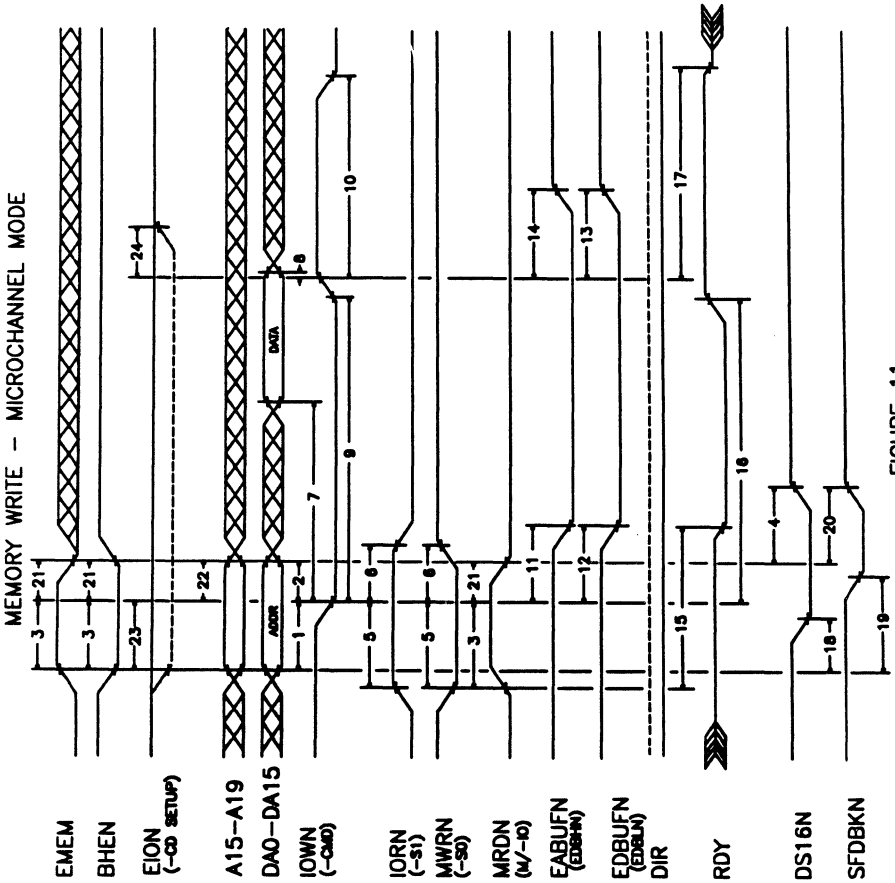 MEMORY WRITE - MICROCHANNEL MODE
EMEM
3
21
BHEN
3
21
EION
(-CD SETUP)
23
24
A15-A19
22
DA0-DA15
ADDR
DATA
1
2
7
8
IOWN
(-CMD)
9
10
IORN
(-S1)
5
6
MWRN
(-S0)
5
6
MRDN
(M/-IO)
3
21
EABUFN
(EDBHN)
11
14
EDBUFN
(EDBLN)
12
13
DIR
15
17
RDY
16
DS16N
18
4
SFDBKN
19
20